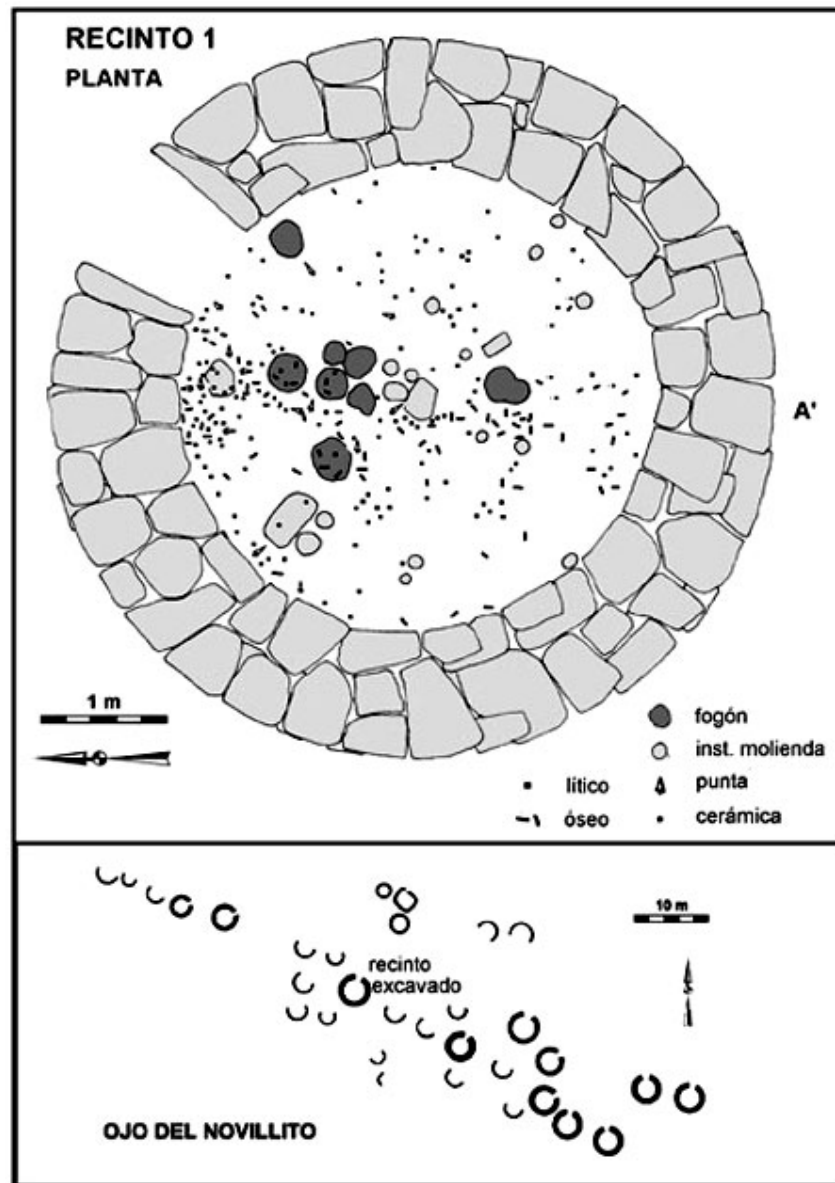 RECINTO 1
PLANTA
A'
1 m
fogón
inst. molienda
lítico
punta
óseo
cerámica
10 m
recinto
excavado
OJO DEL NOVILLITO